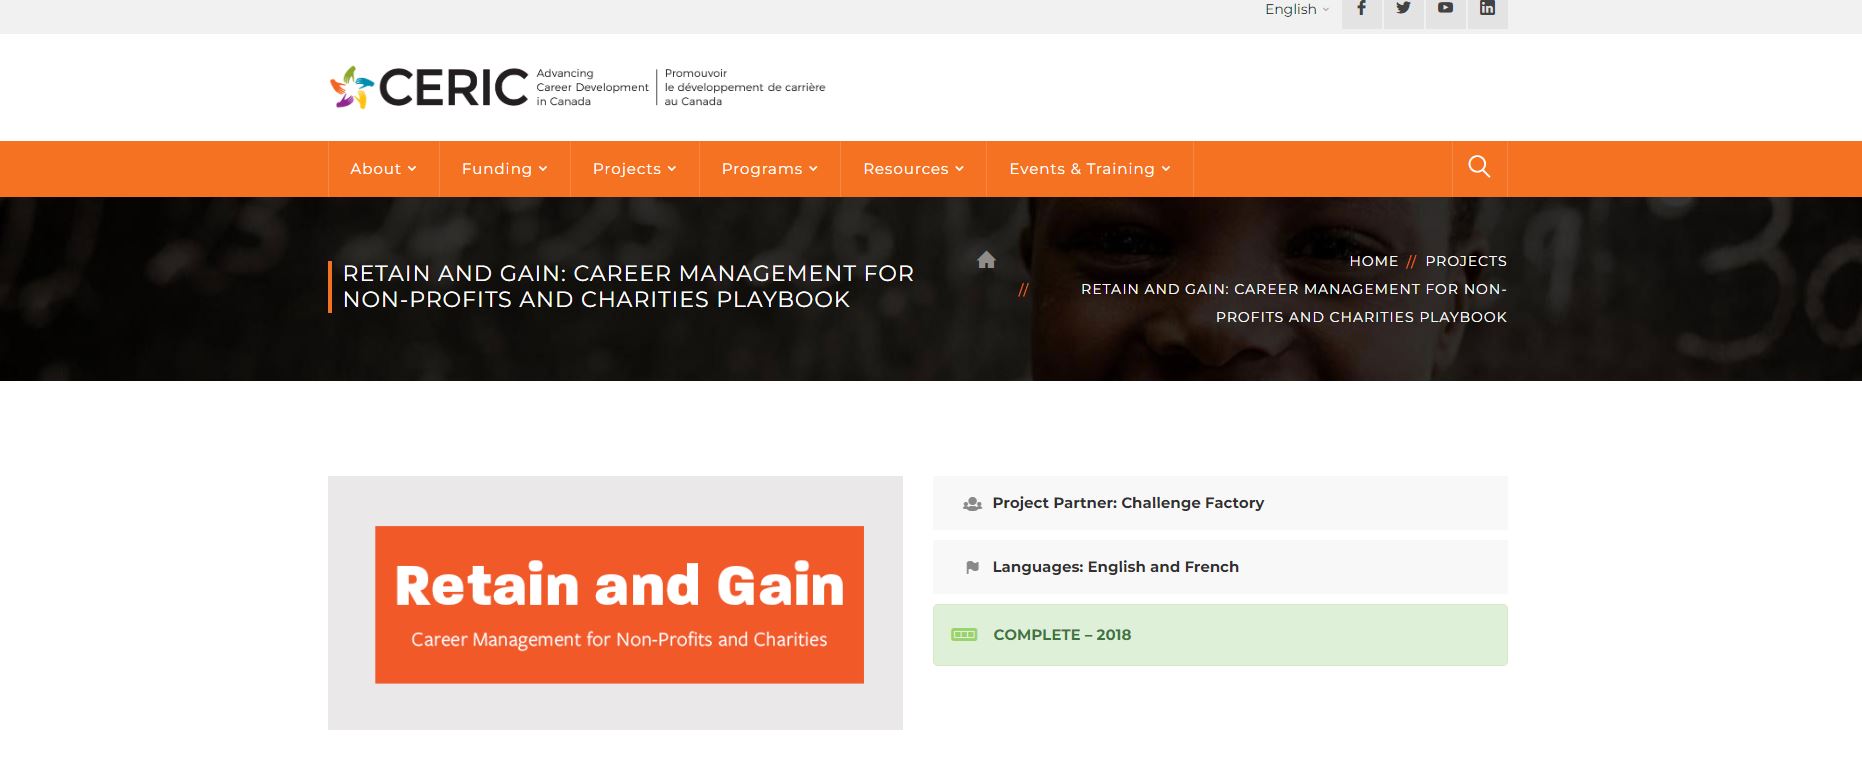 English
CERIC
Advancing
Career Development
in Canada
Promouvoir
le développement de carrière
au Canada
About
Funding
Projects
Programs
Resources
Events & Training
RETAIN AND GAIN: CAREER MANAGEMENT FOR
NON-PROFITS AND CHARITIES PLAYBOOK
HOME // PROJECTS
// RETAIN AND GAIN: CAREER MANAGEMENT FOR NON-
PROFITS AND CHARITIES PLAYBOOK
Retain and Gain
Career Management for Non-Profits and Charities
Project Partner: Challenge Factory
Languages: English and French
COMPLETE – 2018